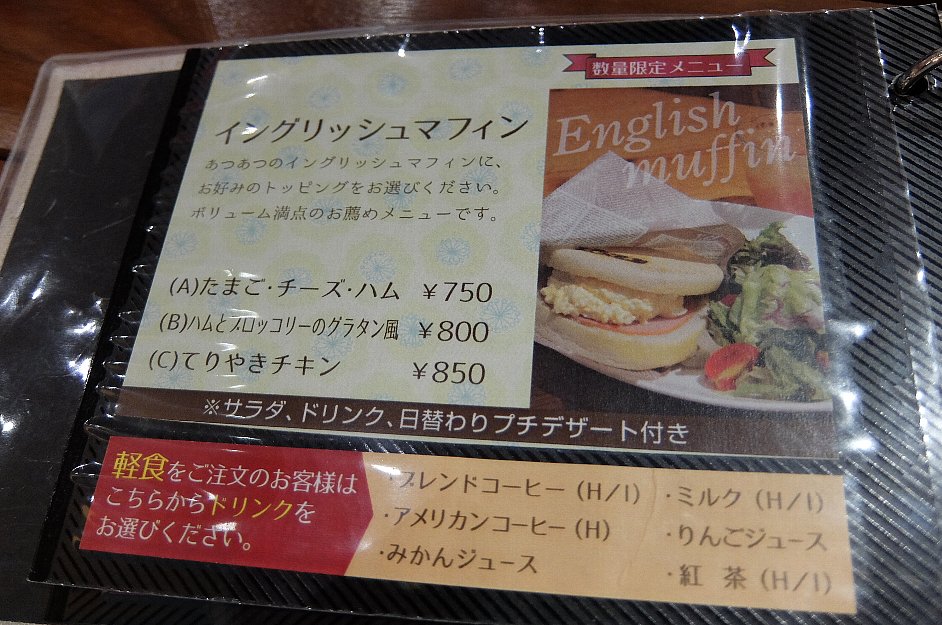 数量限定メニュー
イングリッシュマフィン
English
muffin
あつあつのイングリッシュマフィンに、
お好みのトッピングをお選びください。
ボリューム満点のお薦めメニューです。
(A)たまご・チーズ・ハム ¥750
(B)ハムとブロッコリーのグラタン風 ¥800
(C)てりやきチキン ¥850
※サラダ、ドリンク、日替わりプチデザート付き
軽食をご注文のお客様は
こちらからドリンクを
お選びください。
・ブレンドコーヒー (H/I)
・アメリカンコーヒー (H)
・みかんジュース
・ミルク (H/I)
・りんごジュース
・紅 茶 (H/I)